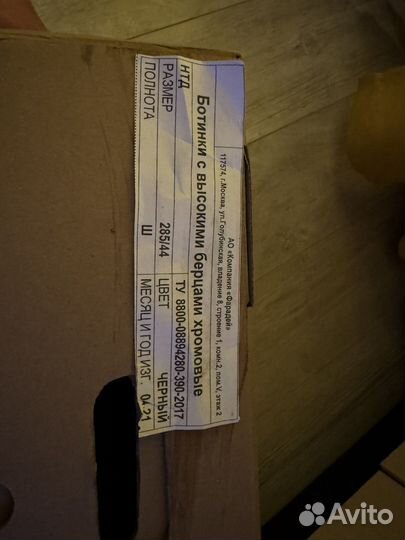 АО «Компания «Фарадей»
117574, г.Москва, ул.Голубинская, владение 8, строение 1, комн.2, пом.V, этаж 2
Ботинки с высокими берцами хромовые
НТД ТУ 8800-08894280-390-2017
РАЗМЕР 285/44 ЦВЕТ ЧЕРНЫЙ
ПОЛНОТА Ш МЕСЯЦ И ГОД ИЗГ. 04.21
Avito